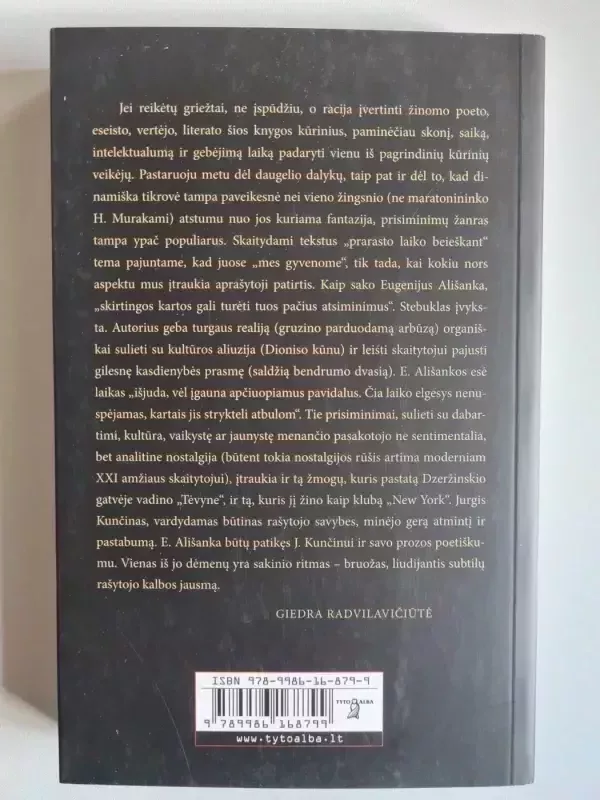 Jei reikėtų griežtai, ne įspūdžiu, o racija įvertinti žinomo poeto,
eseisto, vertėjo, literato šios knygos kūrinius, paminėčiau skonį, saiką,
intelektualumą ir gebėjimą laiką padaryti vienu iš pagrindinių kūrinių
veikėjų. Pastaruoju metu dėl daugelio dalykų, taip pat ir dėl to, kad di-
namiška tikrovė tampa paveikesnė nei vieno žingsnio (ne maratonininko
H. Murakami) atstumu nuo jos kuriama fantazija, prisiminimų žanras
tampa ypač populiarus. Skaitydami tekstus „prarasto laiko beieškant“
tema pajuntame, kad juose „mes gyvenome“, tik tada, kai kokiu nors
aspektu mus įtraukia aprašytoji patirtis. Kaip sako Eugenijus Ališanka,
„skirtingos kartos gali turėti tuos pačius atsiminimus“. Stebuklas įvyks-
ta. Autorius geba turgaus realiją (gruzino parduodamą arbūzą) organiš-
kai sulieti su kultūros aliuzija (Dioniso kūnu) ir leisti skaitytojui pajusti
gilesnę kasdienybės prasmę (saldžią bendrumo dvasią). E. Ališankos esė
laikas „išjuda, vėl įgauna apčiuopiamus pavidalus. Čia laiko elgesys nenu-
spėjamas, kartais jis strykteli atbulom“. Tie prisiminimai, sulieti su dabar-
timi, kultūra, vaikystę ar jaunystę menančio pasakotojo ne sentimentalia,
bet analitine nostalgija (būtent tokia nostalgijos rūšis artima moderniam
XXI amžiaus skaitytojui), įtraukia ir tą žmogų, kuris pastatą Dzeržinskio
gatvėje vadino „Tėvyne“, ir tą, kuris jį žino kaip klubą „New York“. Jurgis
Kunčinas, vardydamas būtinas rašytojo savybes, minėjo gerą atmintį ir
pastabumą. E. Ališanka būtų patikęs J. Kunčinui ir savo prozos poetišku-
mu. Vienas iš jo dėmenų yra sakinio ritmas – bruožas, liudijantis subtilų
rašytojo kalbos jausmą.
GIEDRA RADVILAVIČIŪTĖ
ISBN 978-9986-16-879-9
TYTO ALBA
9 789986 168799
www.tytoalba.lt